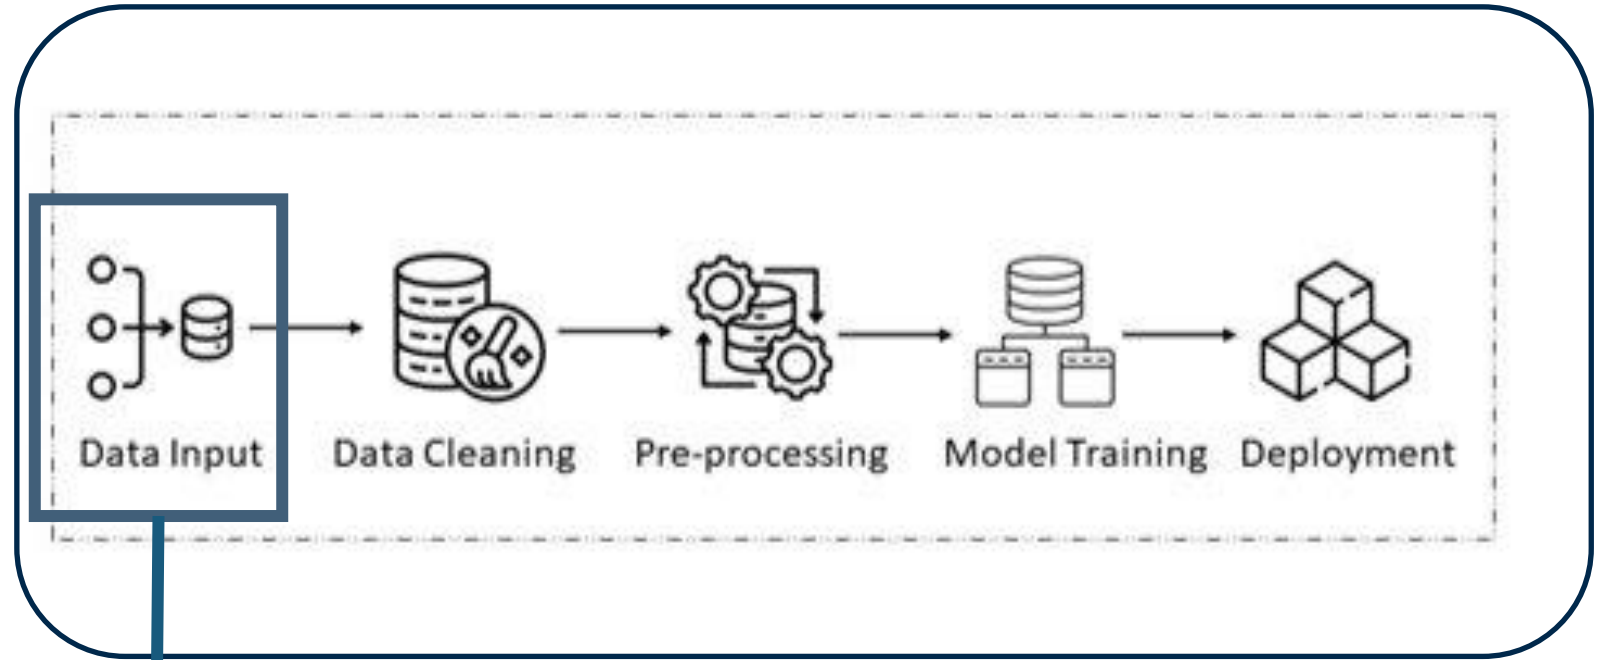 Data Input
Data Cleaning
Pre-processing
Model Training
Deployment